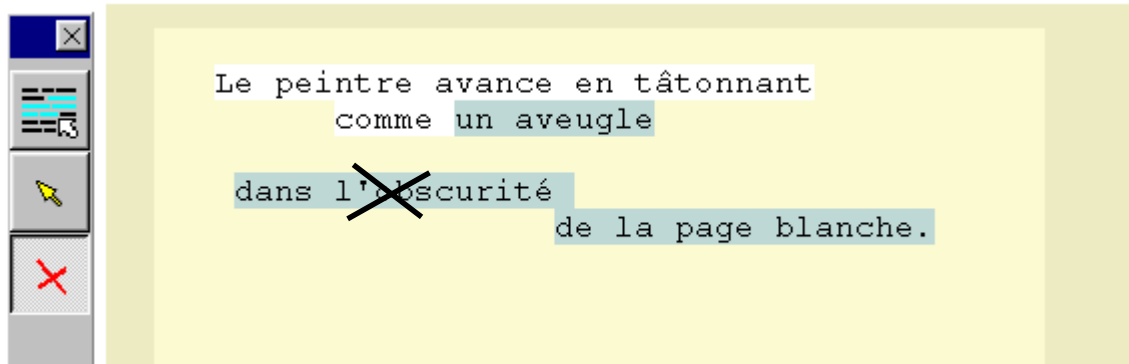 Le peintre avance en tâtonnant
comme un aveugle
dans l'obscurité
de la page blanche.